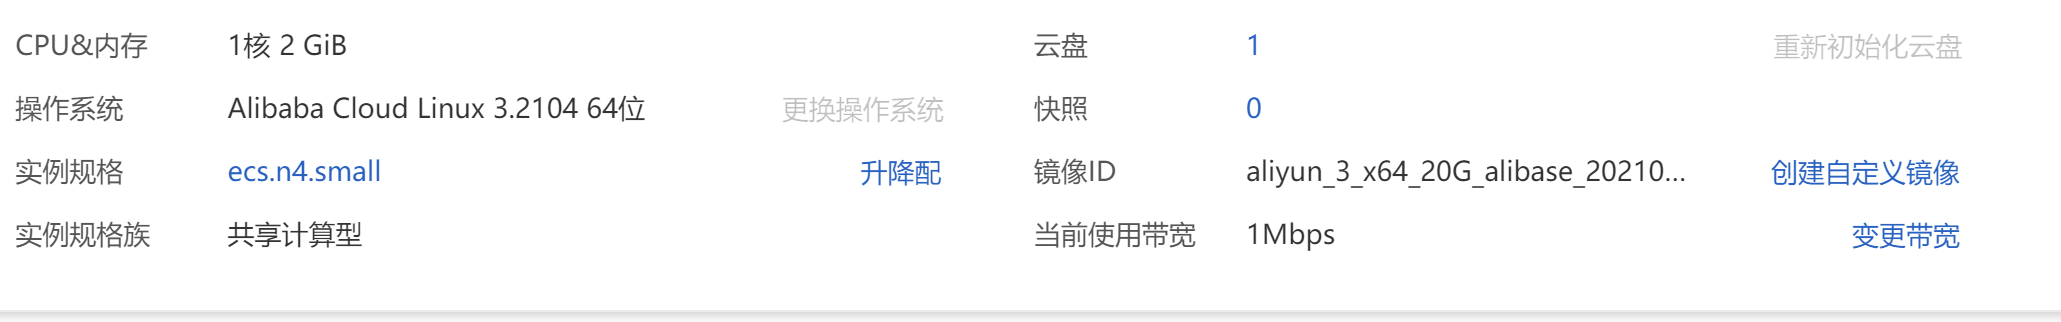 CPU&内存 1核 2 GiB 云盘 1 重新初始化云盘
操作系统 Alibaba Cloud Linux 3.2104 64位 更换操作系统 快照 0
实例规格 ecs.n4.small 升降配 镜像ID aliyun_3_x64_20G_alibase_20210... 创建自定义镜像
实例规格族 共享计算型 当前使用带宽 1Mbps 变更带宽